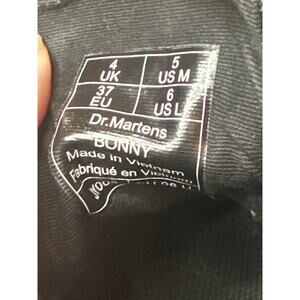 4 UK 5 US M
37 EU 6 US L
Dr.Martens
BONNY
Made in Vietnam
Fabriqué en Vietnam